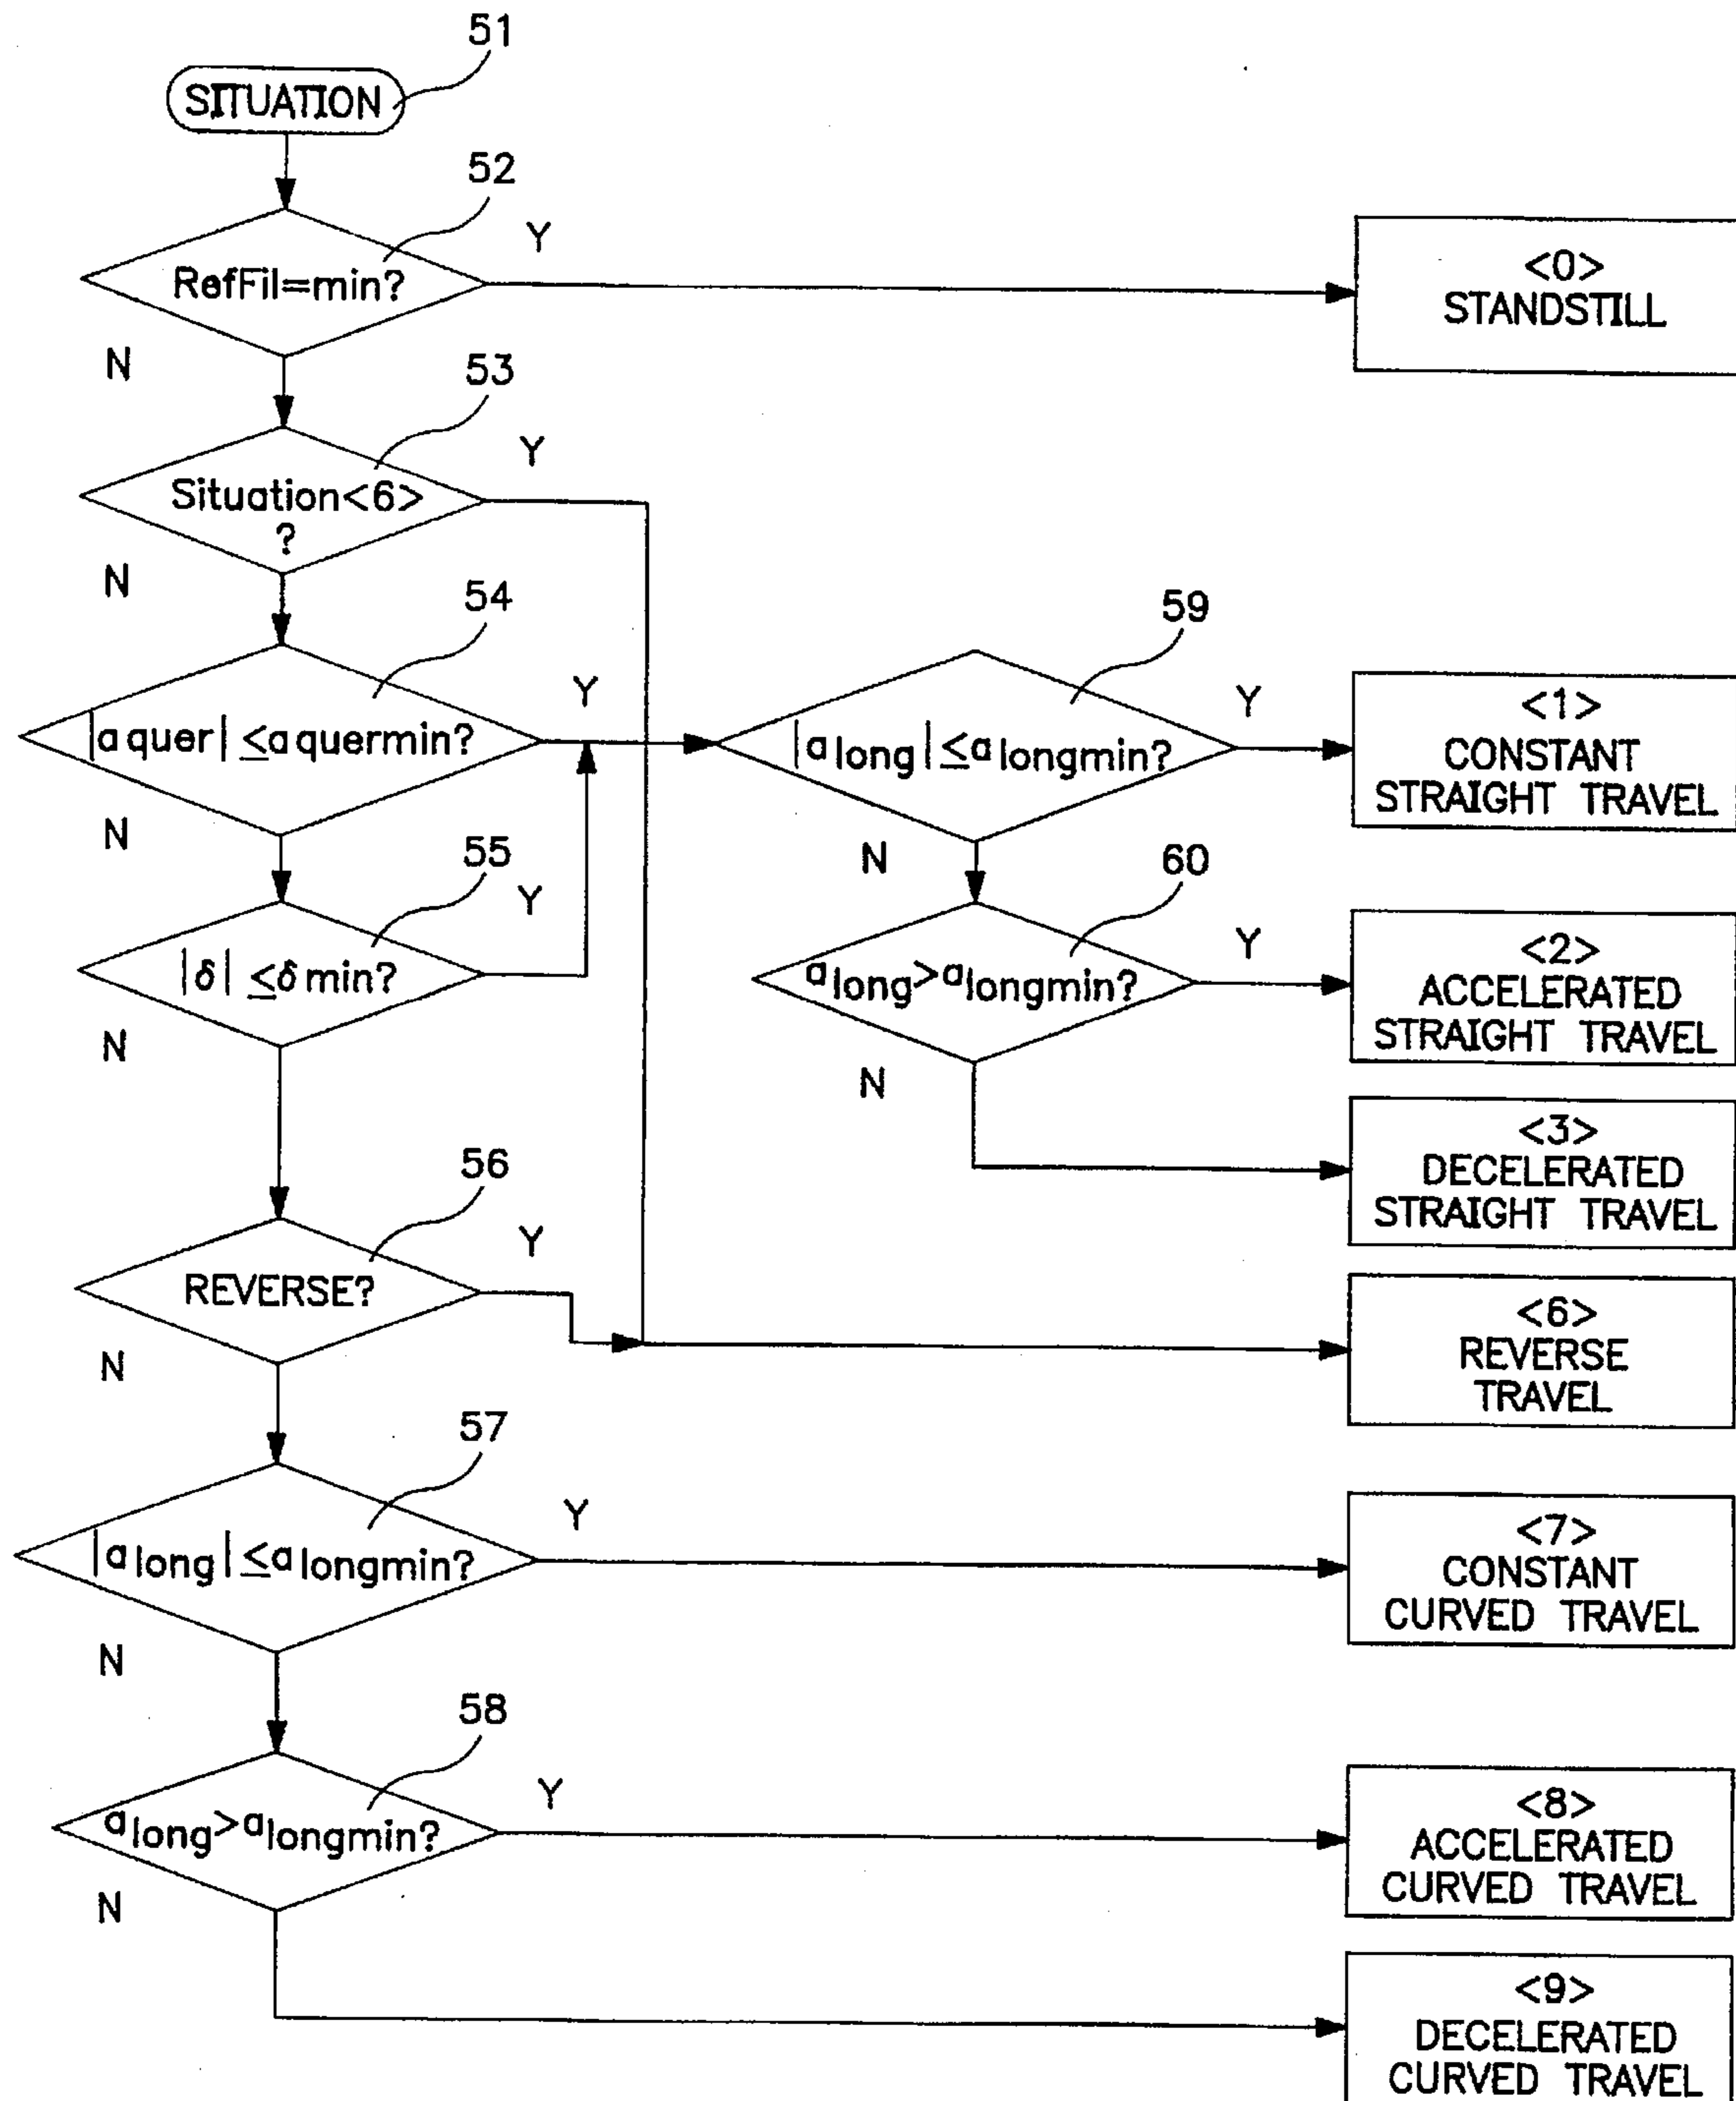 51
SITUATION
52
Y
RefFil=min?
N
<0>
STANDSTILL
53
Y
Situation<6>
?
N
54
Y
|a quer| ≤a quermin?
N
59
Y
|a long| ≤a longmin?
N
<1>
CONSTANT
STRAIGHT TRAVEL
55
Y
|δ| ≤δ min?
N
60
Y
a long>a longmin?
N
<2>
ACCELERATED
STRAIGHT TRAVEL
<3>
DECELERATED
STRAIGHT TRAVEL
56
Y
REVERSE?
N
<6>
REVERSE
TRAVEL
57
Y
|a long| ≤a longmin?
N
<7>
CONSTANT
CURVED TRAVEL
58
Y
a long>a longmin?
N
<8>
ACCELERATED
CURVED TRAVEL
<9>
DECELERATED
CURVED TRAVEL